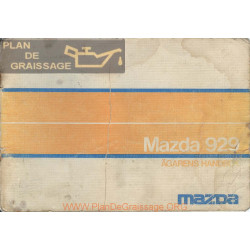 PLAN
DE
GRAISSAGE
Mazda 929
ÄGARENS HANDBOK
mazda
www.PlanDeGraissage.Org